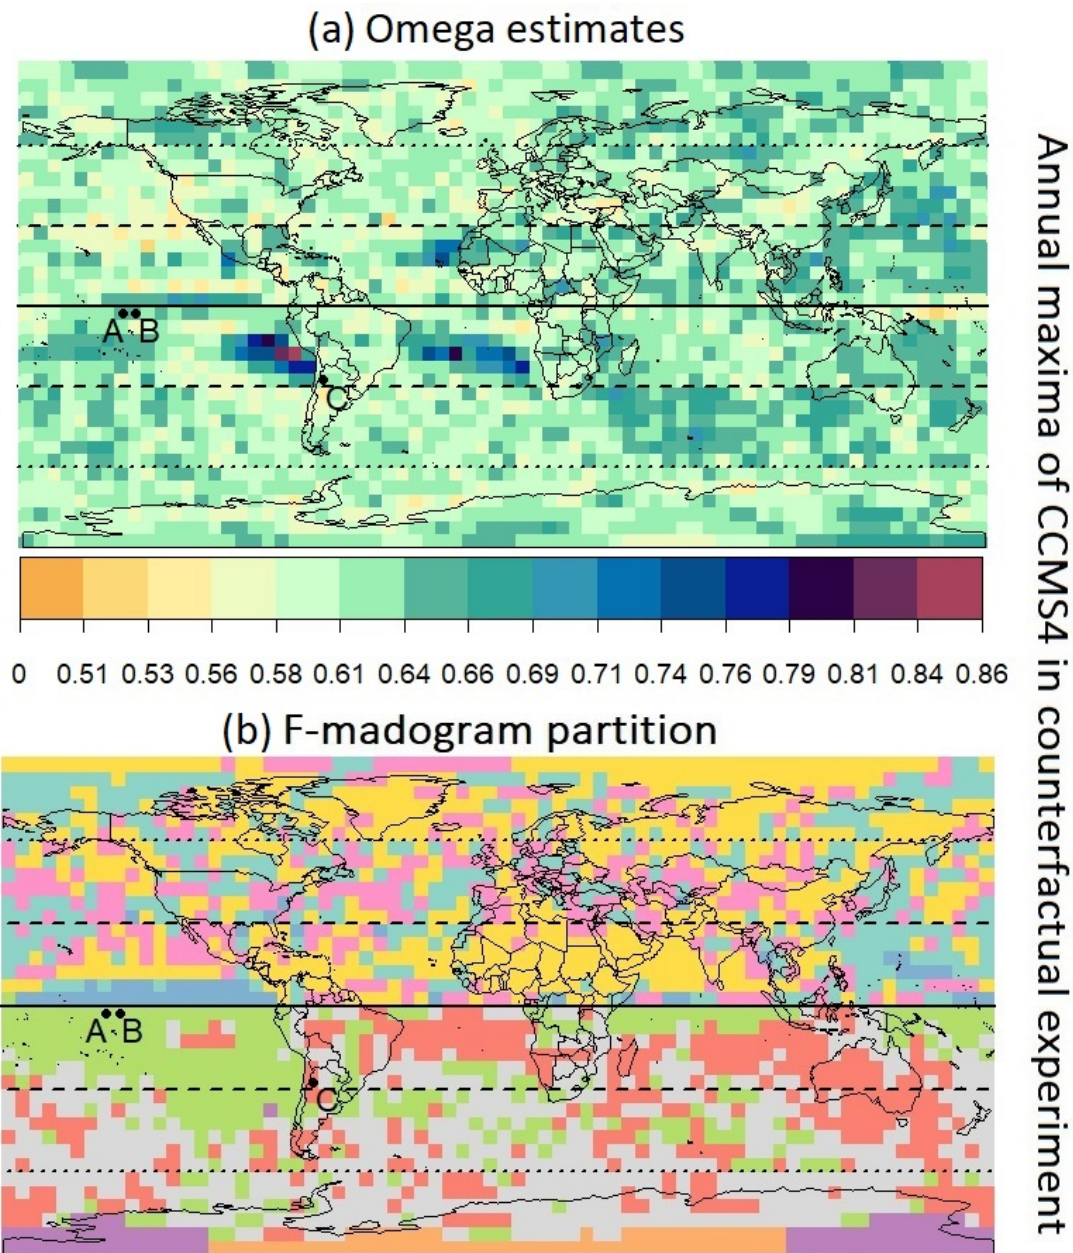 (a) Omega estimates
A B
C
0 0.51 0.53 0.56 0.58 0.61 0.64 0.66 0.69 0.71 0.74 0.76 0.79 0.81 0.84 0.86
(b) F-madogram partition
A B
C
Annual maxima of CCMS4 in counterfactual experiment